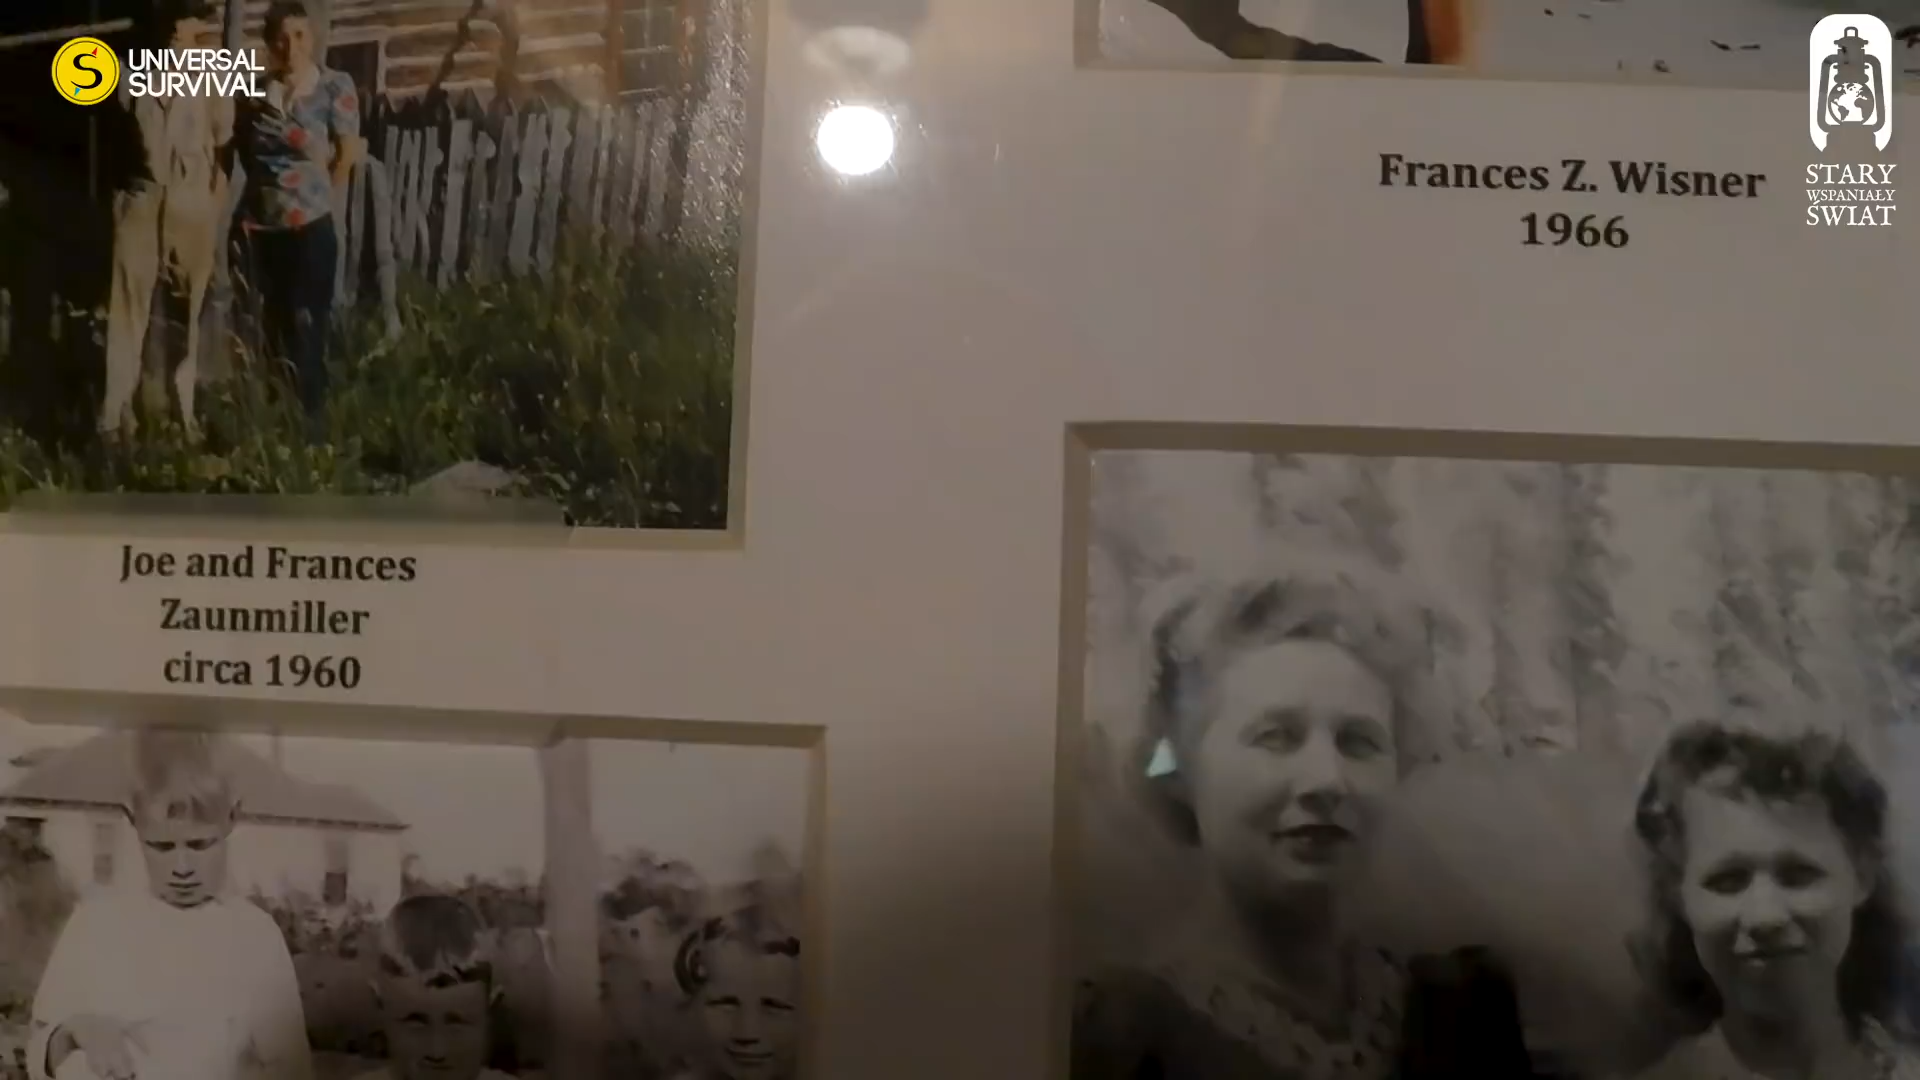 UNIVERSAL
SURVIVAL
STARY
WSPANIAŁY
ŚWIAT
Frances Z. Wisner
1966
Joe and Frances
Zaunmiller
circa 1960